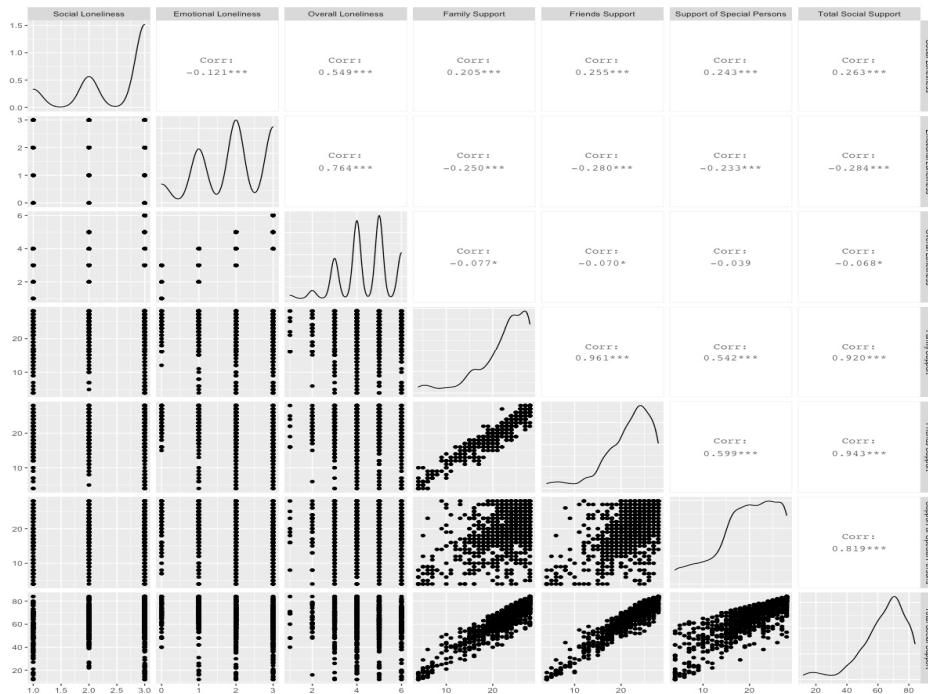 Social Loneliness Emotional Loneliness Overall Loneliness Family Support Friends Support Support of Special Persons Total Social Support
1.5
1.0
0.5
0.0
Corr:
-0.121***
Corr:
0.549***
Corr:
0.205***
Corr:
0.255***
Corr:
0.243***
Corr:
0.263***
3
2
1
0
Corr:
0.764***
Corr:
-0.250***
Corr:
-0.280***
Corr:
-0.233***
Corr:
-0.284***
6
4
2
Corr:
-0.077*
Corr:
-0.070*
Corr:
-0.039
Corr:
-0.068*
20
10
Corr:
0.961***
Corr:
0.542***
Corr:
0.920***
20
10
Corr:
0.599***
Corr:
0.943***
20
10
Corr:
0.819***
80
60
40
20
1.0 1.5 2.0 2.5 3.0 0 1 2 3 2 4 6 10 20 10 20 10 20 20 40 60 80